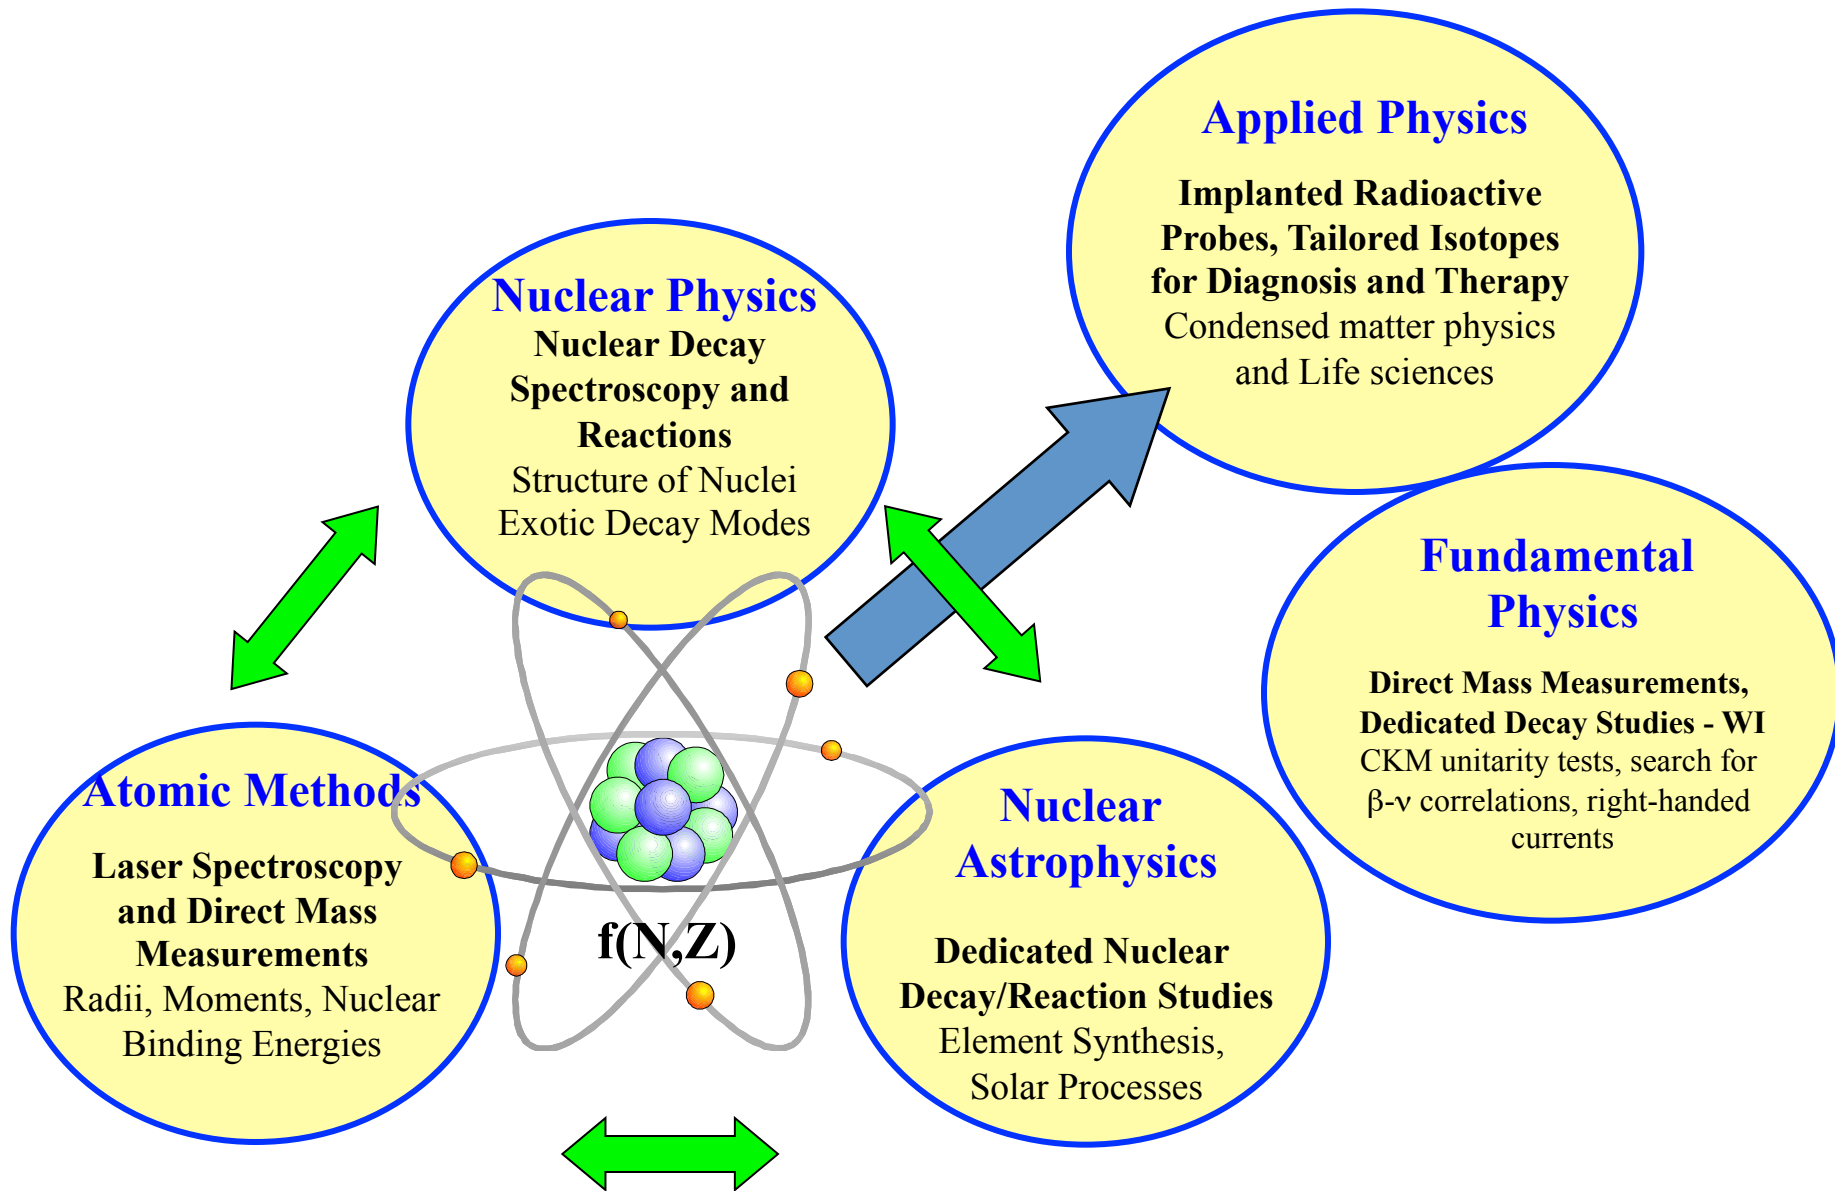 Applied Physics
Implanted Radioactive
Probes, Tailored Isotopes
for Diagnosis and Therapy
Condensed matter physics
and Life sciences
Nuclear Physics
Nuclear Decay
Spectroscopy and
Reactions
Structure of Nuclei
Exotic Decay Modes
Fundamental
Physics
Direct Mass Measurements,
Dedicated Decay Studies - WI
CKM unitarity tests, search for
β-ν correlations, right-handed
currents
Atomic Methods
Laser Spectroscopy
and Direct Mass
Measurements
Radii, Moments, Nuclear
Binding Energies
f(N,Z)
Nuclear
Astrophysics
Dedicated Nuclear
Decay/Reaction Studies
Element Synthesis,
Solar Processes